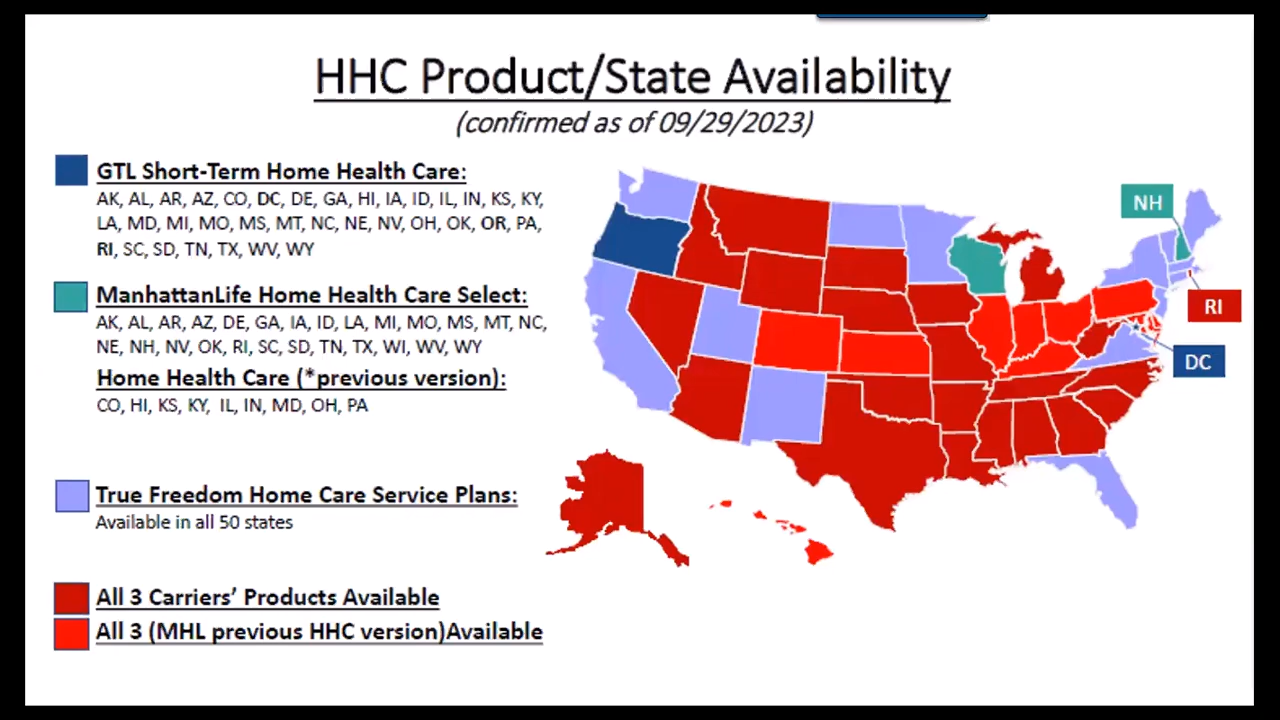 HHC Product/State Availability
(confirmed as of 09/29/2023)
GTL Short-Term Home Health Care:
AK, AL, AR, AZ, CO, DC, DE, GA, HI, IA, ID, IL, IN, KS, KY,
LA, MD, MI, MO, MS, MT, NC, NE, NV, OH, OK, OR, PA,
RI, SC, SD, TN, TX, WV, WY
ManhattanLife Home Health Care Select:
AK, AL, AR, AZ, DE, GA, IA, ID, LA, MI, MO, MS, MT, NC,
NE, NH, NV, OK, RI, SC, SD, TN, TX, WI, WV, WY
Home Health Care (*previous version):
CO, HI, KS, KY, IL, IN, MD, OH, PA
True Freedom Home Care Service Plans:
Available in all 50 states
All 3 Carriers’ Products Available
All 3 (MHL previous HHC version)Available
NH
RI
DC